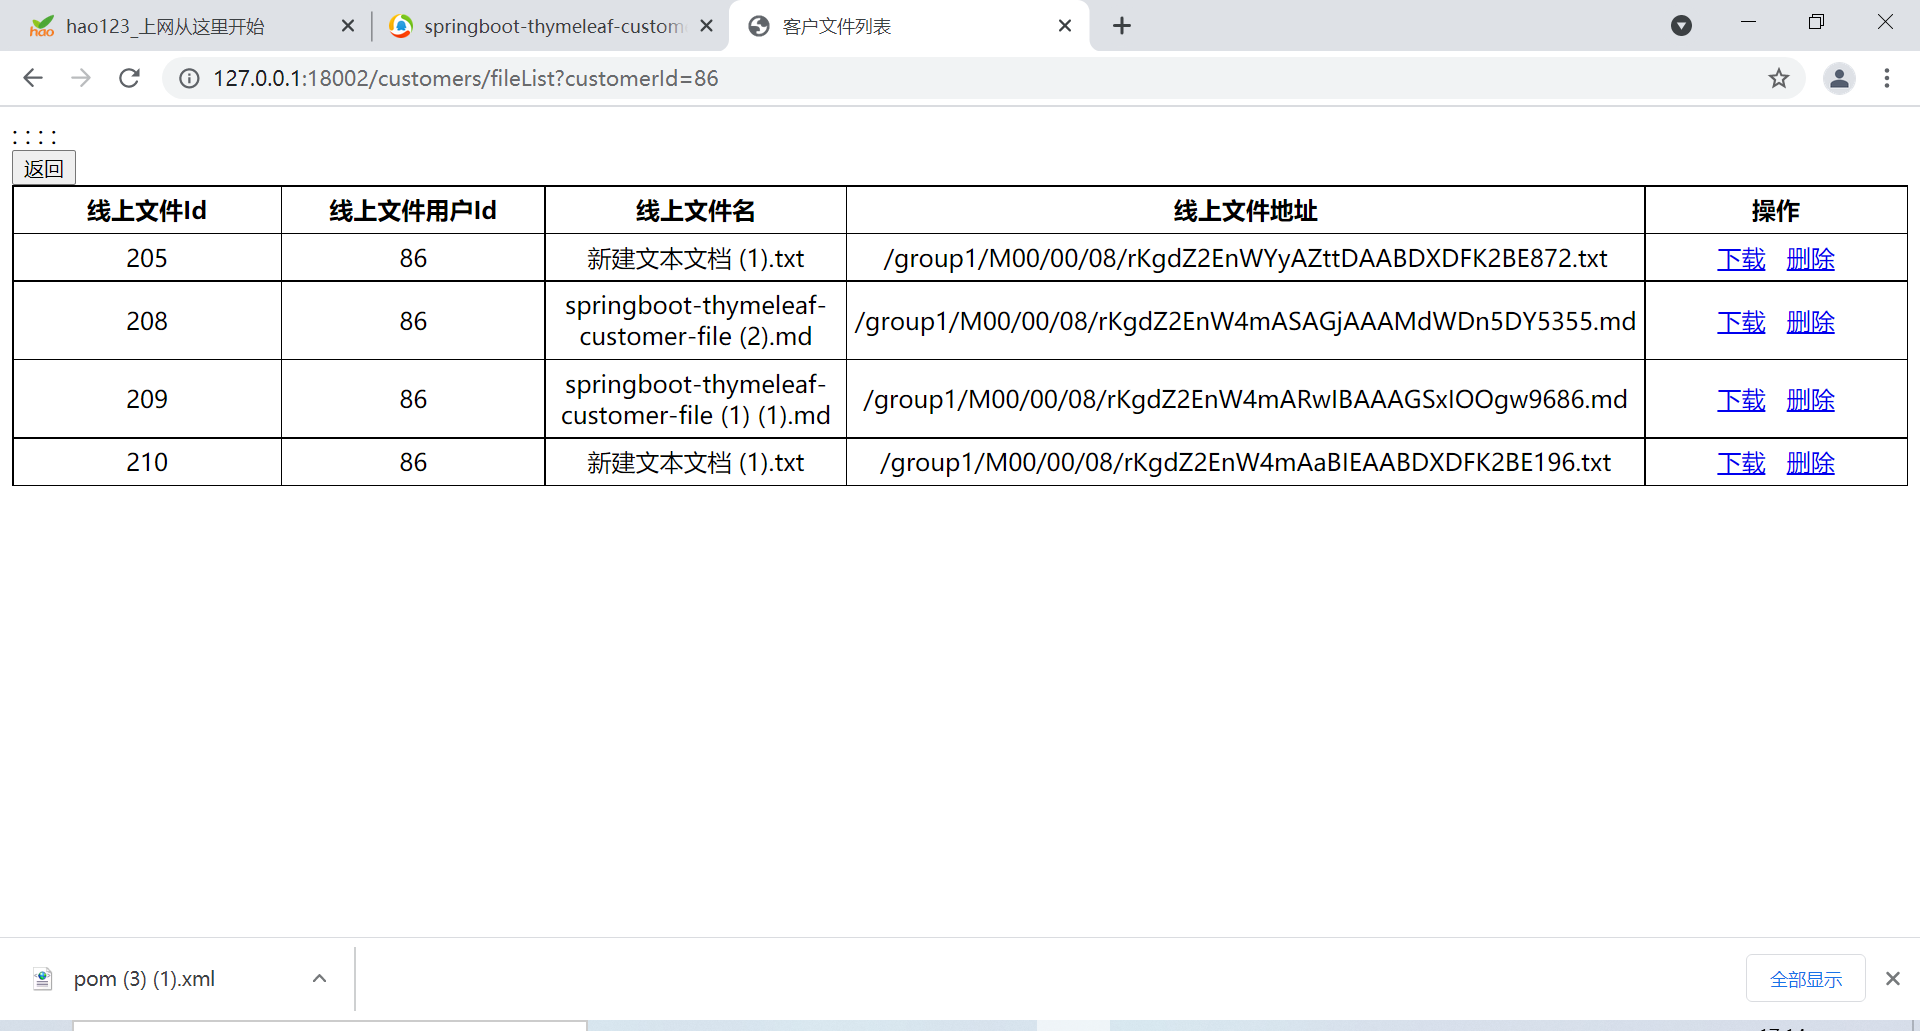 hao123_上网从这里开始
springboot-thymeleaf-custom
客户文件列表
127.0.0.1:18002/customers/fileList?customerId=86
: : : :
返回
线上文件Id 线上文件用户Id 线上文件名 线上文件地址 操作
205 86 新建文本文档 (1).txt /group1/M00/00/08/rKgdZ2EnWYyAZttDAABDXDFK2BE872.txt 下载 删除
208 86 springboot-thymeleaf-
customer-file (2).md /group1/M00/00/08/rKgdZ2EnW4mASAGjAAAMdWDn5DY5355.md 下载 删除
209 86 springboot-thymeleaf-
customer-file (1) (1).md /group1/M00/00/08/rKgdZ2EnW4mARwIBAAAGSxIOOgw9686.md 下载 删除
210 86 新建文本文档 (1).txt /group1/M00/00/08/rKgdZ2EnW4mAaBIEAABDXDFK2BE196.txt 下载 删除
pom (3) (1).xml
全部显示